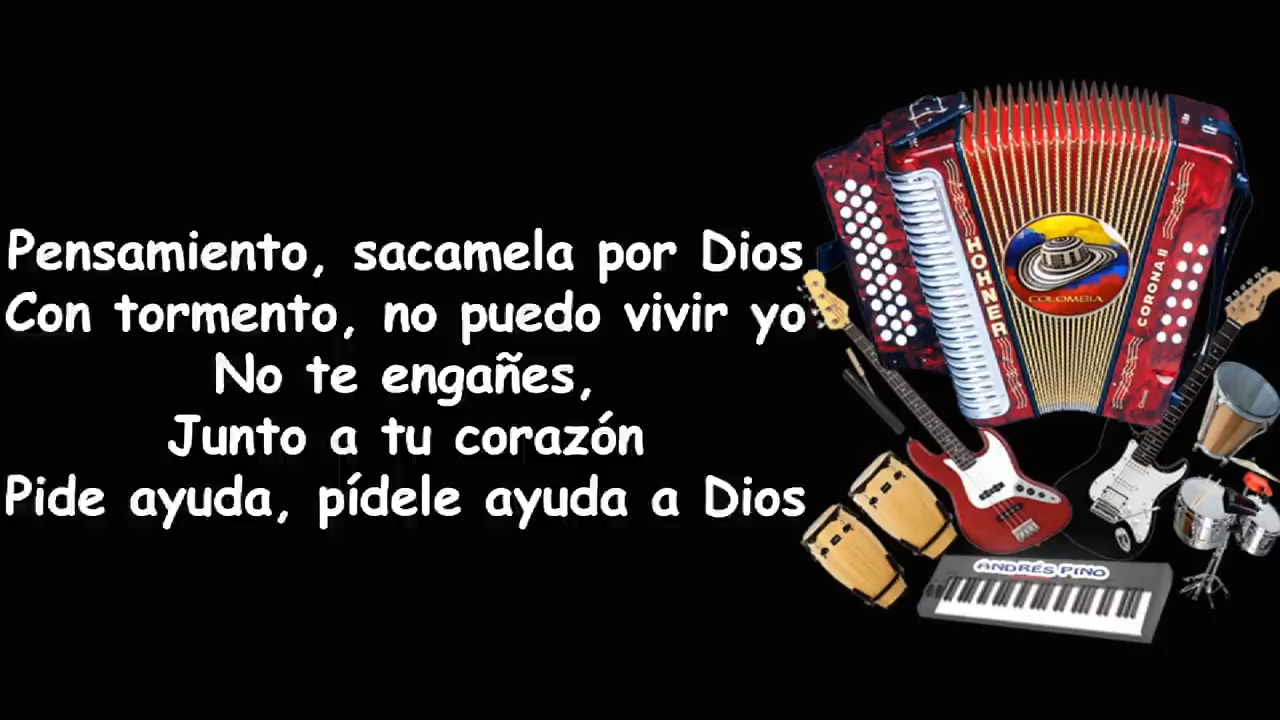 Pensamiento, sacamela por Dios
Con tormento, no puedo vivir yo
No te engañes,
Junto a tu corazón
Pide ayuda, pídele ayuda a Dios
HOHNER
COLOMBIA
CORONA II
ANDRÉS PINO